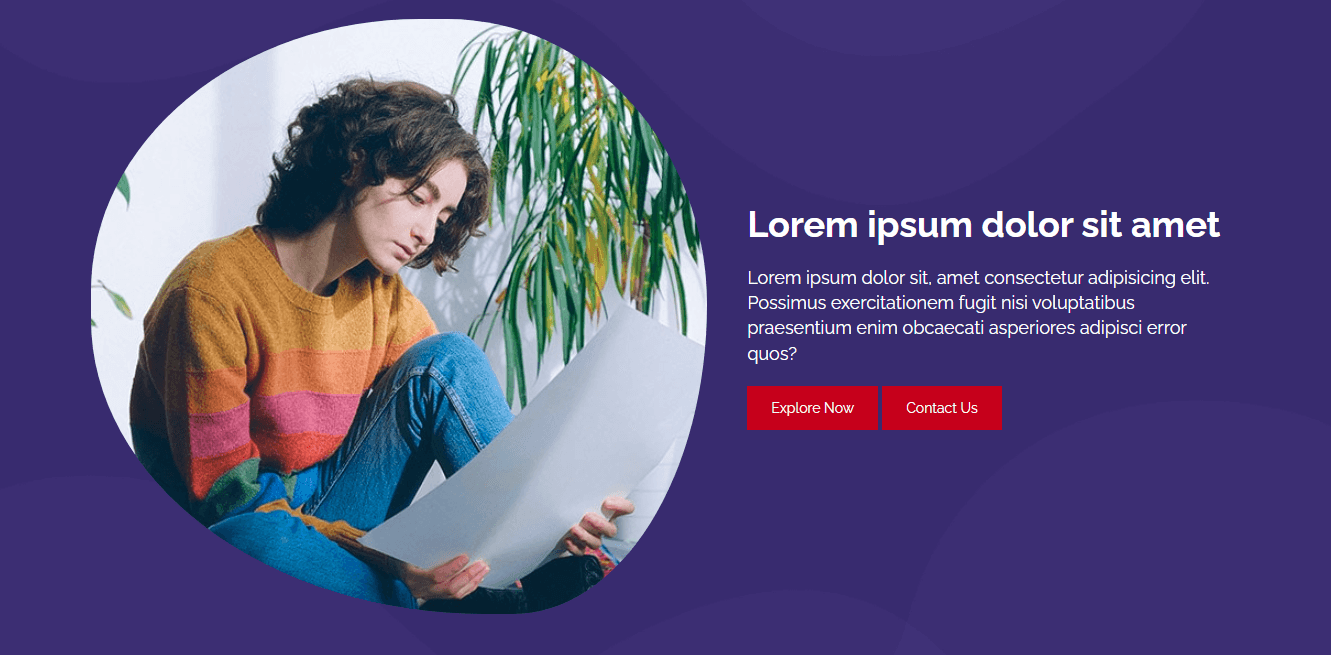 Lorem ipsum dolor sit amet
Lorem ipsum dolor sit, amet consectetur adipisicing elit.
Possimus exercitationem fugit nisi voluptatibus
praesentium enim obcaecati asperiores adipisci error
quos?
Explore Now Contact Us